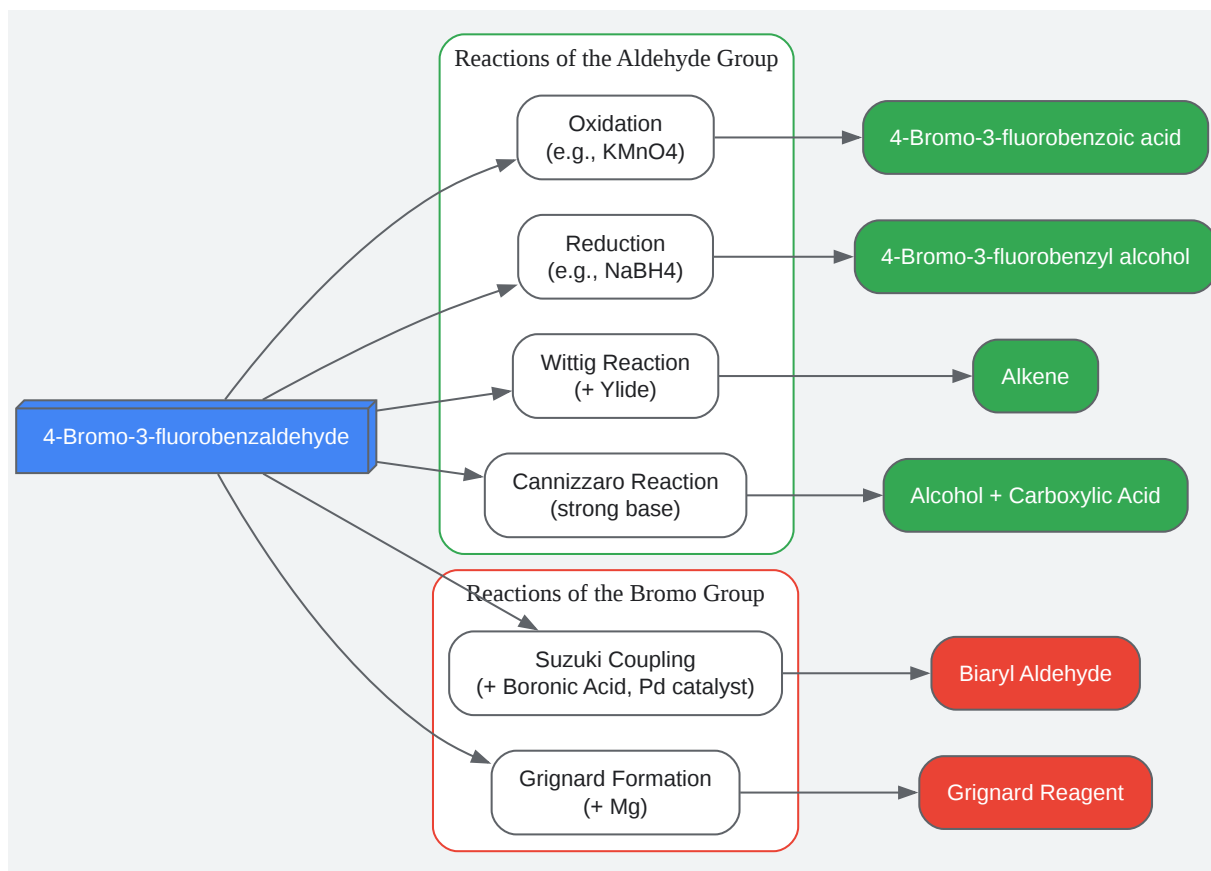 Reactions of the Aldehyde Group
Oxidation
(e.g., KMnO4)
4-Bromo-3-fluorobenzoic acid
Reduction
(e.g., NaBH4)
4-Bromo-3-fluorobenzyl alcohol
Wittig Reaction
(+ Ylide)
Alkene
4-Bromo-3-fluorobenzaldehyde
Cannizzaro Reaction
(strong base)
Alcohol + Carboxylic Acid
Reactions of the Bromo Group
Suzuki Coupling
(+ Boronic Acid, Pd catalyst)
Biaryl Aldehyde
Grignard Formation
(+ Mg)
Grignard Reagent